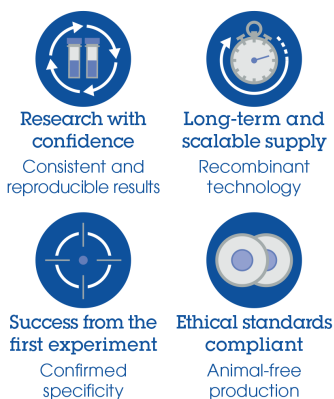 Research with
confidence
Consistent and
reproducible results
Long-term and
scalable supply
Recombinant
technology
Success from the
first experiment
Confirmed
specificity
Ethical standards
compliant
Animal-free
production